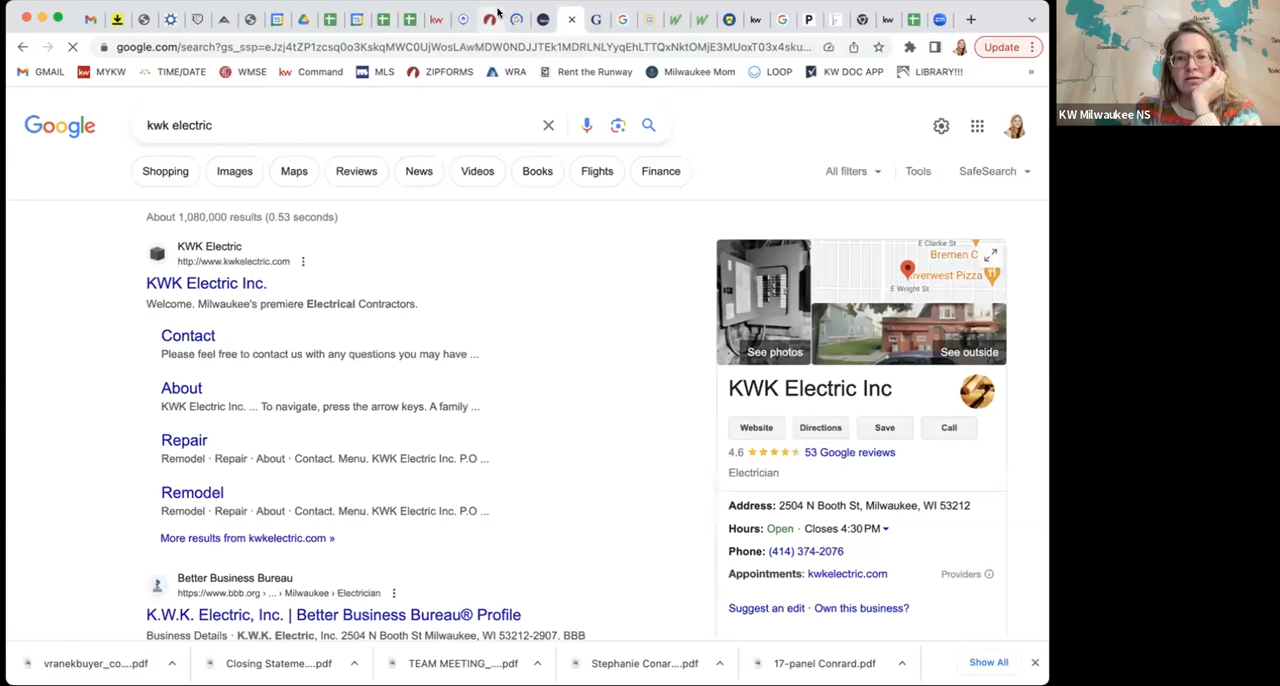 google.com/search?gs_ssp=eJzj4tZP1zcsq0o3KskqMWC0UjWosLAwMDW0NDJJTEk1MDRLNLYyqEhLTTQxNktOMjE3MUoxT03x4sku...
Update
GMAIL
MYKW
TIME/DATE
WMSE
kw Command
MLS
ZIPFORMS
WRA
Rent the Runway
Milwaukee Mom
LOOP
KW DOC APP
LIBRARY!!!
»
KW Milwaukee NS
Google
kwk electric
Shopping
Images
Maps
Reviews
News
Videos
Books
Flights
Finance
All filters
Tools
SafeSearch
About 1,080,000 results (0.53 seconds)
KWK Electric
http://www.kwkelectric.com
KWK Electric Inc.
Welcome. Milwaukee's premiere Electrical Contractors.
Contact
Please feel free to contact us with any questions you may have ...
About
KWK Electric Inc. ... To navigate, press the arrow keys. A family ...
Repair
Remodel · Repair · About · Contact. Menu. KWK Electric Inc. P.O ...
Remodel
Remodel · Repair · About · Contact. Menu. KWK Electric Inc. P.O ...
More results from kwkelectric.com »
Better Business Bureau
https://www.bbb.org › ... › Milwaukee › Electrician
K.W.K. Electric, Inc. | Better Business Bureau® Profile
Business Details · K.W.K. Electric, Inc. 2504 N Booth St Milwaukee, WI 53212-2907. BBB
E Clarke St
Bremen C
iverwest Pizza
E Wright St
See photos
See outside
KWK Electric Inc
Website
Directions
Save
Call
4.6
53 Google reviews
Electrician
Address: 2504 N Booth St, Milwaukee, WI 53212
Hours: Open · Closes 4:30 PM
Phone: (414) 374-2076
Appointments: kwkelectric.com
Providers
Suggest an edit · Own this business?
vranekbuyer_co....pdf
Closing Stateme....pdf
TEAM MEETING_....pdf
Stephanie Conar....pdf
17-panel Conrard.pdf
Show All